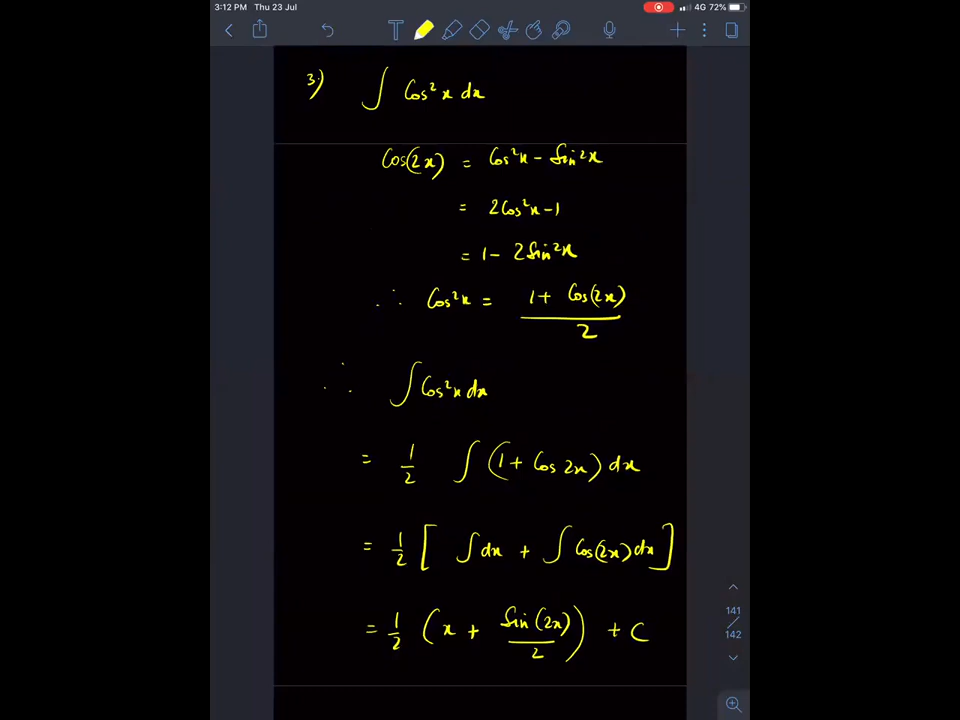 3:12 PM Thu 23 Jul 4G 72%
T
3) ∫ Cos²x dx
Cos(2x) = Cos²x - Sin²x
= 2Cos²x - 1
= 1 - 2Sin²x
∴ Cos²x = (1 + Cos(2x))/2
∴ ∫ Cos²x dx
= 1/2 ∫ (1 + Cos 2x) dx
= 1/2 [ ∫ dx + ∫ Cos(2x) dx ]
= 1/2 ( x + Sin(2x)/2 ) + C
141
/
142